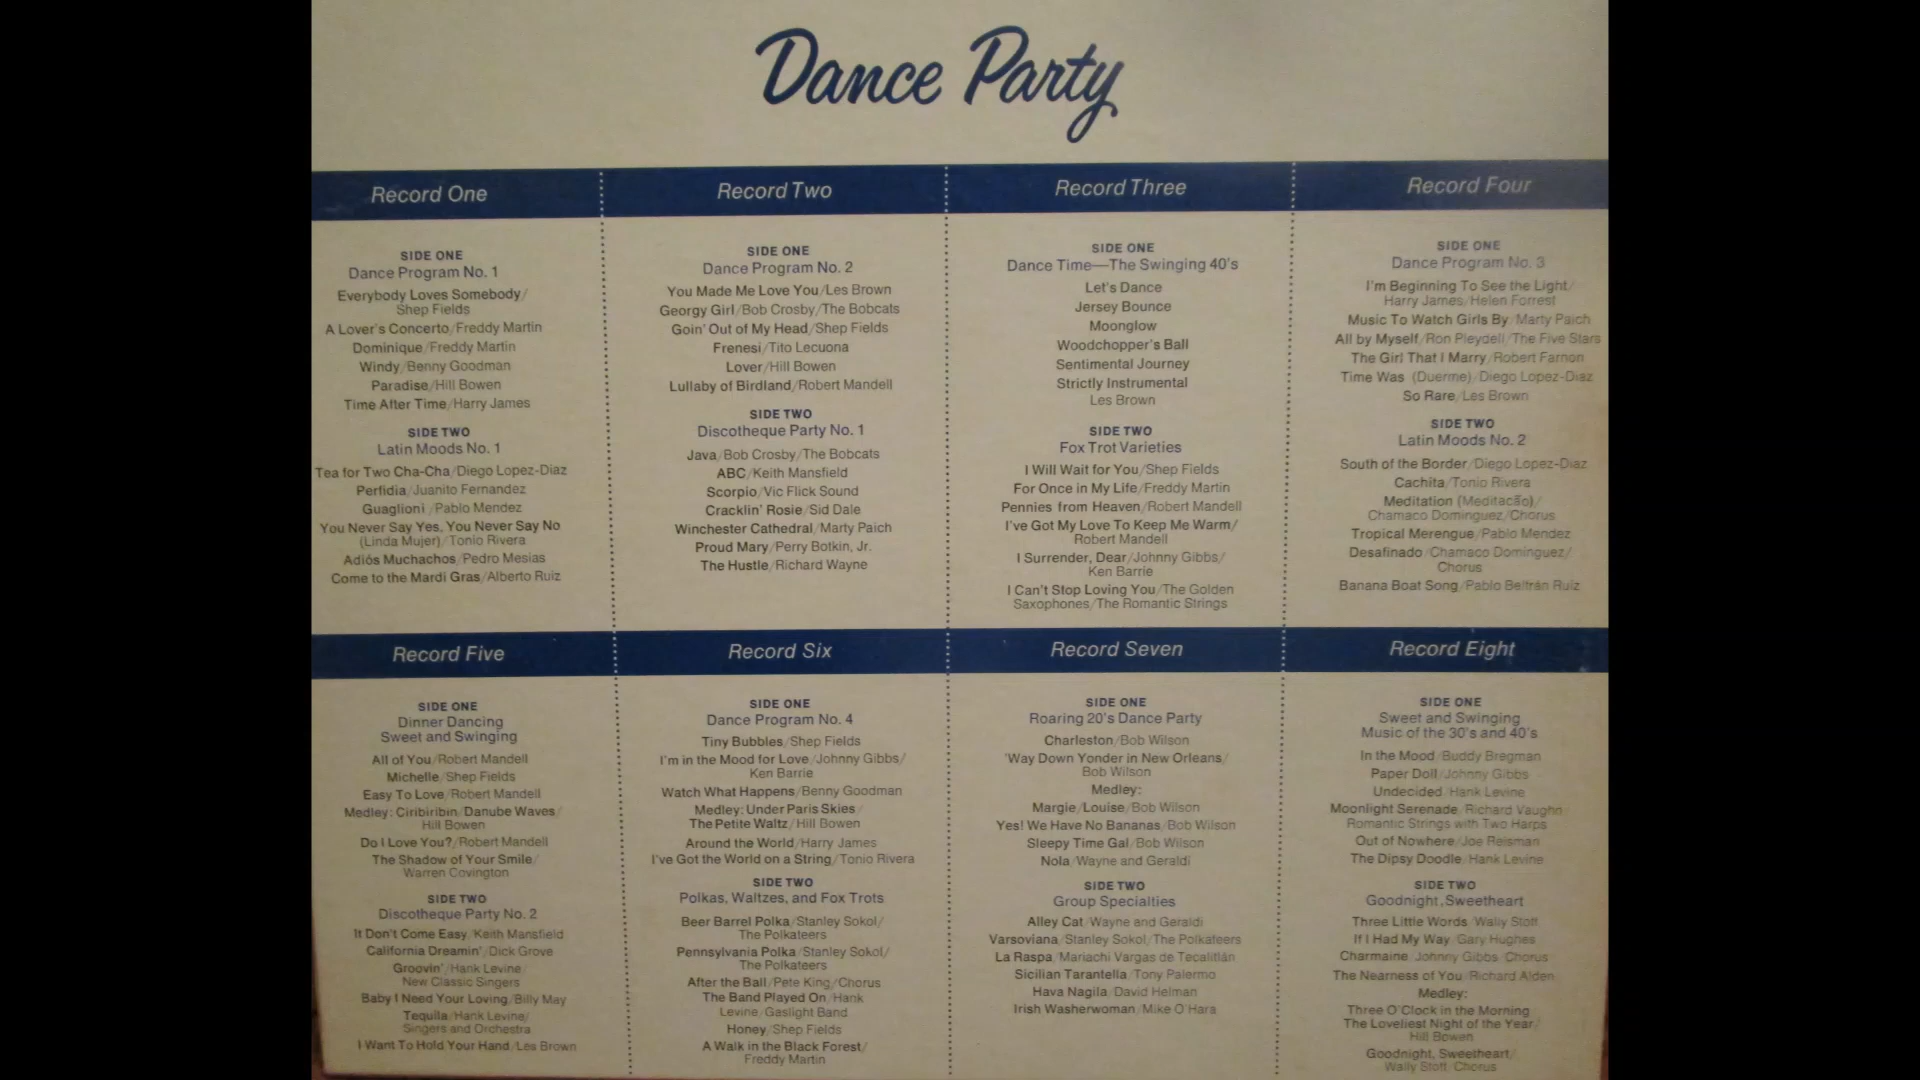 Dance Party
Record One
SIDE ONE
Dance Program No. 1
Everybody Loves Somebody/
Shep Fields
A Lover's Concerto/Freddy Martin
Dominique/Freddy Martin
Windy/Benny Goodman
Paradise/Hill Bowen
Time After Time/Harry James
SIDE TWO
Latin Moods No. 1
Tea for Two Cha-Cha/Diego Lopez-Diaz
Perfidia/Juanito Fernandez
Guaglioni/Pablo Mendez
You Never Say Yes, You Never Say No
(Linda Mujer)/Tonio Rivera
Adiós Muchachos/Pedro Mesias
Come to the Mardi Gras/Alberto Ruiz
Record Two
SIDE ONE
Dance Program No. 2
You Made Me Love You/Les Brown
Georgy Girl/Bob Crosby/The Bobcats
Goin' Out of My Head/Shep Fields
Frenesi/Tito Lecuona
Lover/Hill Bowen
Lullaby of Birdland/Robert Mandell
SIDE TWO
Discotheque Party No. 1
Java/Bob Crosby/The Bobcats
ABC/Keith Mansfield
Scorpio/Vic Flick Sound
Cracklin' Rosie/Sid Dale
Winchester Cathedral/Marty Paich
Proud Mary/Perry Botkin, Jr.
The Hustle/Richard Wayne
Record Three
SIDE ONE
Dance Time—The Swinging 40's
Let's Dance
Jersey Bounce
Moonglow
Woodchopper's Ball
Sentimental Journey
Strictly Instrumental
Les Brown
SIDE TWO
Fox Trot Varieties
I Will Wait for You/Shep Fields
For Once in My Life/Freddy Martin
Pennies from Heaven/Robert Mandell
I've Got My Love To Keep Me Warm/
Robert Mandell
I Surrender, Dear/Johnny Gibbs/
Ken Barrie
I Can't Stop Loving You/The Golden
Saxophones/The Romantic Strings
Record Four
SIDE ONE
Dance Program No. 3
I'm Beginning To See the Light/
Harry James/Helen Forrest
Music To Watch Girls By/Marty Paich
All by Myself/Ron Pleydell/The Five Stars
The Girl That I Marry/Robert Farnon
Time Was (Duerme)/Diego Lopez-Diaz
So Rare/Les Brown
SIDE TWO
Latin Moods No. 2
South of the Border/Diego Lopez-Diaz
Cachita/Tonio Rivera
Meditation (Meditacão)/
Chamaco Dominguez/Chorus
Tropical Merengue/Pablo Mendez
Desafinado/Chamaco Dominguez/
Chorus
Banana Boat Song/Pablo Beltrán Ruiz
Record Five
SIDE ONE
Dinner Dancing
Sweet and Swinging
All of You/Robert Mandell
Michelle/Shep Fields
Easy To Love/Robert Mandell
Medley: Ciribiribin/Danube Waves/
Hill Bowen
Do I Love You?/Robert Mandell
The Shadow of Your Smile/
Warren Covington
SIDE TWO
Discotheque Party No. 2
It Don't Come Easy/Keith Mansfield
California Dreamin'/Dick Grove
Groovin'/Hank Levine/
New Classic Singers
Baby I Need Your Loving/Billy May
Tequila/Hank Levine/
Singers and Orchestra
I Want To Hold Your Hand/Les Brown
Record Six
SIDE ONE
Dance Program No. 4
Tiny Bubbles/Shep Fields
I'm in the Mood for Love/Johnny Gibbs/
Ken Barrie
Watch What Happens/Benny Goodman
Medley: Under Paris Skies/
The Petite Waltz/Hill Bowen
Around the World/Harry James
I've Got the World on a String/Tonio Rivera
SIDE TWO
Polkas, Waltzes, and Fox Trots
Beer Barrel Polka/Stanley Sokol/
The Polkateers
Pennsylvania Polka/Stanley Sokol/
The Polkateers
After the Ball/Pete King/Chorus
The Band Played On/Hank
Levine/Gaslight Band
Honey/Shep Fields
A Walk in the Black Forest/
Freddy Martin
Record Seven
SIDE ONE
Roaring 20's Dance Party
Charleston/Bob Wilson
'Way Down Yonder in New Orleans/
Bob Wilson
Medley:
Margie/Louise/Bob Wilson
Yes! We Have No Bananas/Bob Wilson
Sleepy Time Gal/Bob Wilson
Nola/Wayne and Geraldi
SIDE TWO
Group Specialties
Alley Cat/Wayne and Geraldi
Varsoviana/Stanley Sokol/The Polkateers
La Raspa/Mariachi Vargas de Tecalitlán
Sicilian Tarantella/Tony Palermo
Hava Nagila/David Helman
Irish Washerwoman/Mike O'Hara
Record Eight
SIDE ONE
Sweet and Swinging
Music of the 30's and 40's
In the Mood/Buddy Bregman
Paper Doll/Johnny Gibbs
Undecided/Hank Levine
Moonlight Serenade/Richard Vaughn
Romantic Strings with Two Harps
Out of Nowhere/Joe Reisman
The Dipsy Doodle/Hank Levine
SIDE TWO
Goodnight, Sweetheart
Three Little Words/Wally Stott
If I Had My Way/Gary Hughes
Charmaine/Johnny Gibbs/Chorus
The Nearness of You/Richard Alden
Medley:
Three O'Clock in the Morning
The Loveliest Night of the Year/
Hill Bowen
Goodnight, Sweetheart/
Wally Stott/Chorus